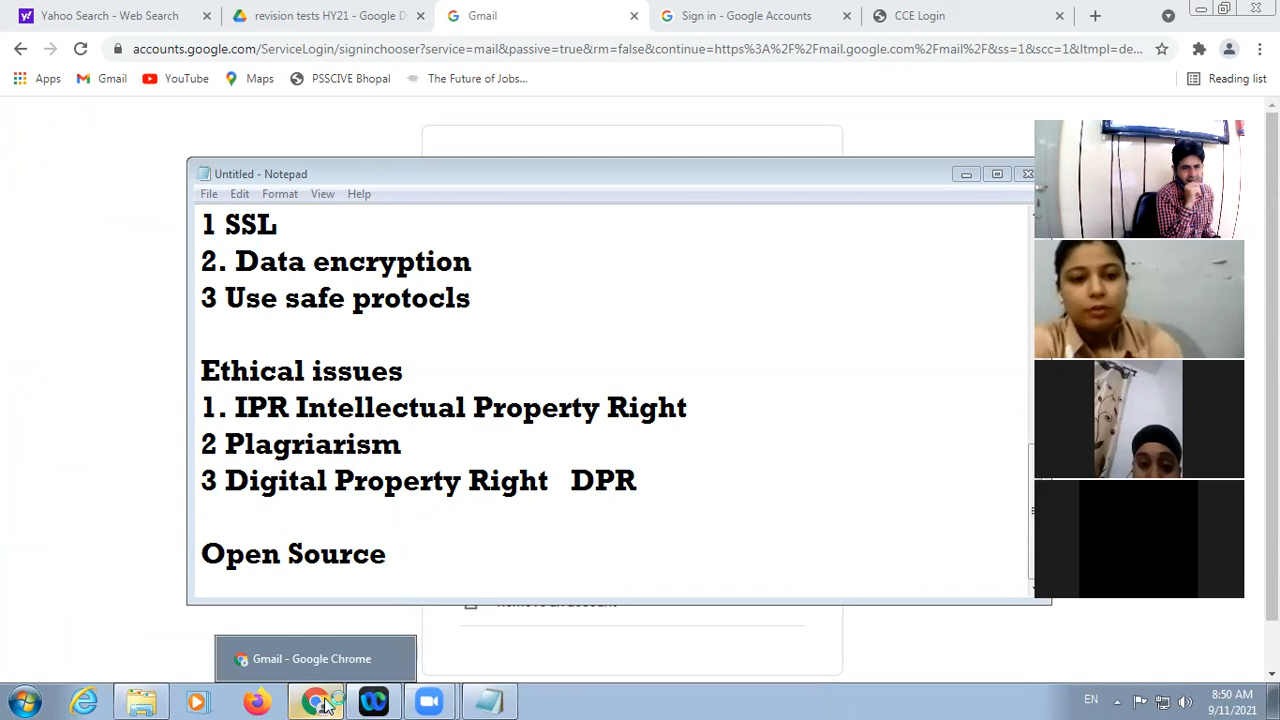 Yahoo Search - Web Search
revision tests HY21 - Google D
Gmail
Sign in - Google Accounts
CCE Login
accounts.google.com/ServiceLogin/signinchooser?service=mail&passive=true&rm=false&continue=https%3A%2F%2Fmail.google.com%2Fmail%2F&ss=1&scc=1&ltmpl=de...
Apps
Gmail
YouTube
Maps
PSSCIVE Bhopal
The Future of Jobs...
Reading list
Untitled - Notepad
File Edit Format View Help
1 SSL
2. Data encryption
3 Use safe protocls
Ethical issues
1. IPR Intellectual Property Right
2 Plagriarism
3 Digital Property Right DPR
Open Source
Remove an account
Gmail - Google Chrome
EN
8:50 AM
9/11/2021